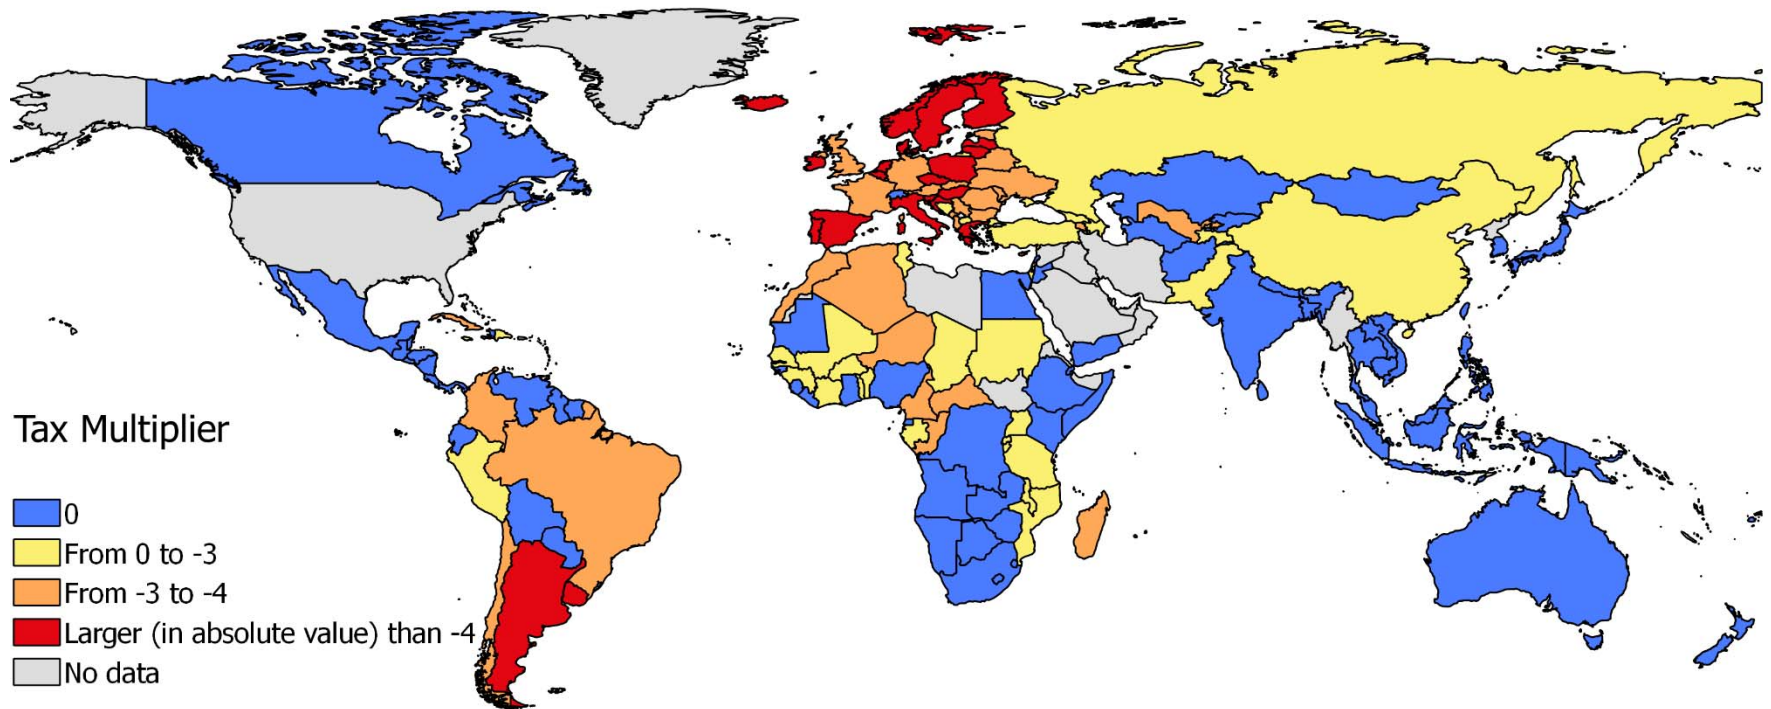 Tax Multiplier
0
From 0 to -3
From -3 to -4
Larger (in absolute value) than -4
No data